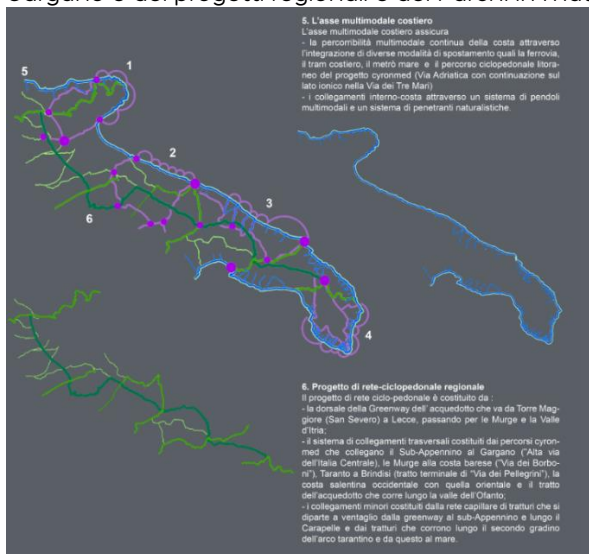 Gargano e dei progetti regionali e dei Parchi in mat
5. L'asse multimodale costiero
L'asse multimodale costiero assicura
- la percorribilità multimodale continua della costa attraverso
l'integrazione di diverse modalità di spostamento quali la ferrovia,
il tram costiero, il metrò mare e il percorso ciclopedonale litora-
neo del progetto cyronmed (Via Adriatica con continuazione sul
lato ionico nella Via dei Tre Mari)
- i collegamenti interno-costa attraverso un sistema di pendoli
multimodali e un sistema di penetranti naturalistiche.
5
1
2
3
6
4
6. Progetto di rete-ciclopedonale regionale
Il progetto di rete ciclo-pedonale è costituito da :
- la dorsale della Greenway dell' acquedotto che va da Torre Mag-
giore (San Severo) a Lecce, passando per le Murge e la Valle
d'Itria;
- il sistema di collegamenti trasversali costituiti dai percorsi cyron-
med che collegano il Sub-Appennino al Gargano ("Alta via
dell'Italia Centrale), le Murge alla costa barese ("Via dei Borbo-
ni"), Taranto a Brindisi (tratto terminale di "Via dei Pellegrini"), la
costa salentina occidentale con quella orientale e il tratto
dell'acquedotto che corre lungo la valle dell'Ofanto;
- i collegamenti minori costituiti dalla rete capillare di tratturi che si
diparte a ventaglio dalla greenway al sub-Appennino e lungo il
Carapelle e dai tratturi che corrono lungo il secondo gradino
dell'arco tarantino e da questo al mare.